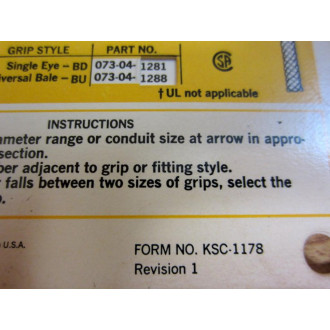 GRIP STYLE PART NO.
Single Eye – BD 073-04- 1281
versal Bale – BU 073-04- 1288
SA
† UL not applicable
INSTRUCTIONS
ameter range or conduit size at arrow in appro-
section.
ber adjacent to grip or fitting style.
falls between two sizes of grips, select the
U.S.A.
FORM NO. KSC-1178
Revision 1